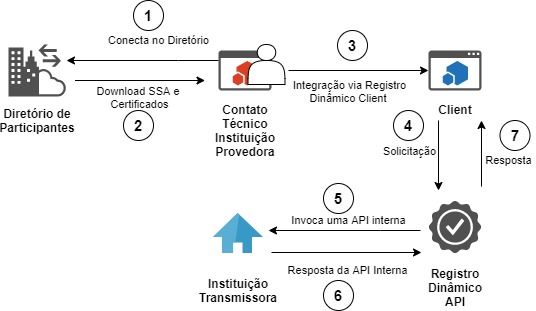 1
Conecta no Diretório
Download SSA e
Certificados
2
Diretório de
Participantes
Contato
Técnico
Instituição
Provedora
3
Integração via Registro
Dinâmico Client
Client
4
Solicitação
7
Resposta
5
Invoca uma API interna
Resposta da API Interna
6
Instituição
Transmissora
Registro
Dinâmico
API